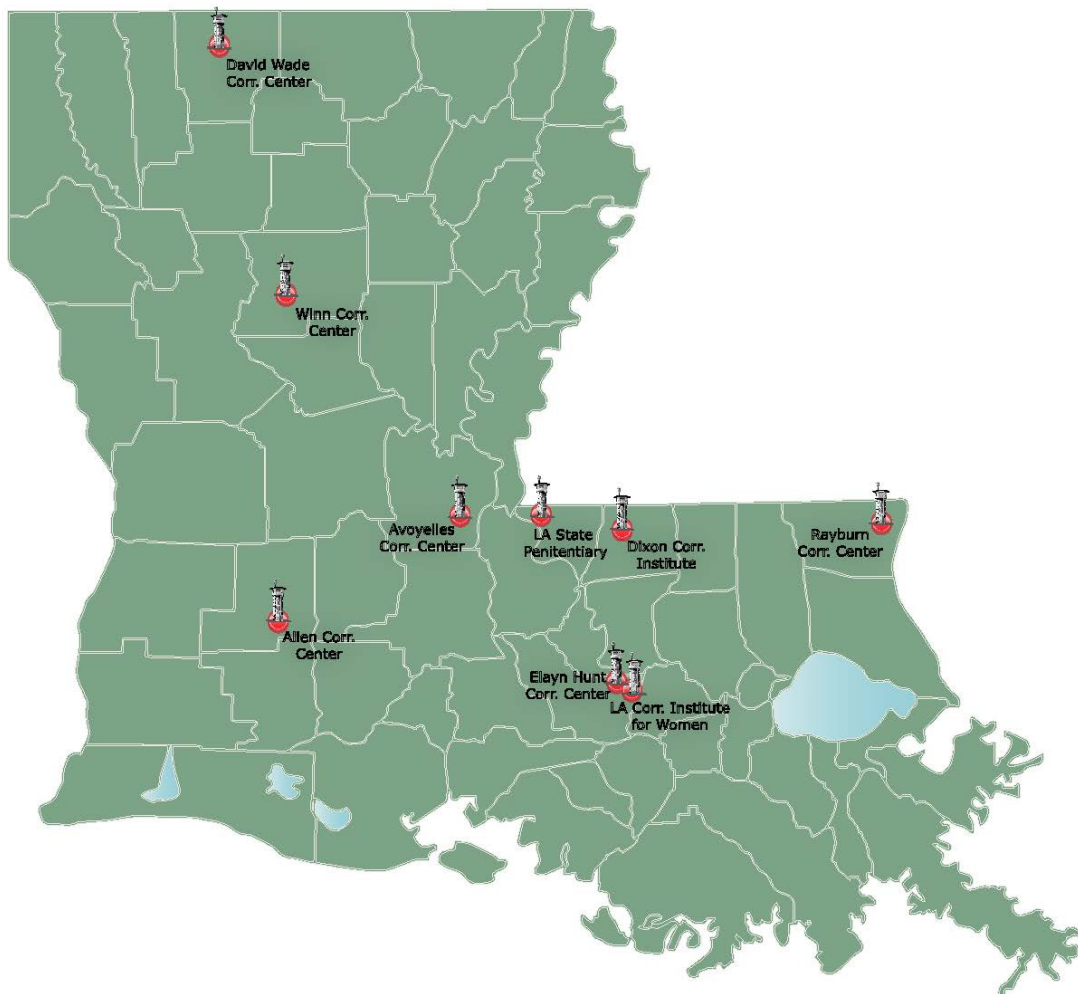 David Wade
Corr. Center
Winn Corr.
Center
Avoyelles
Corr. Center
LA State
Penitentiary
Dixon Corr.
Institute
Rayburn
Corr. Center
Allen Corr.
Center
Elayn Hunt
Corr. Center
LA Corr. Institute
for Women